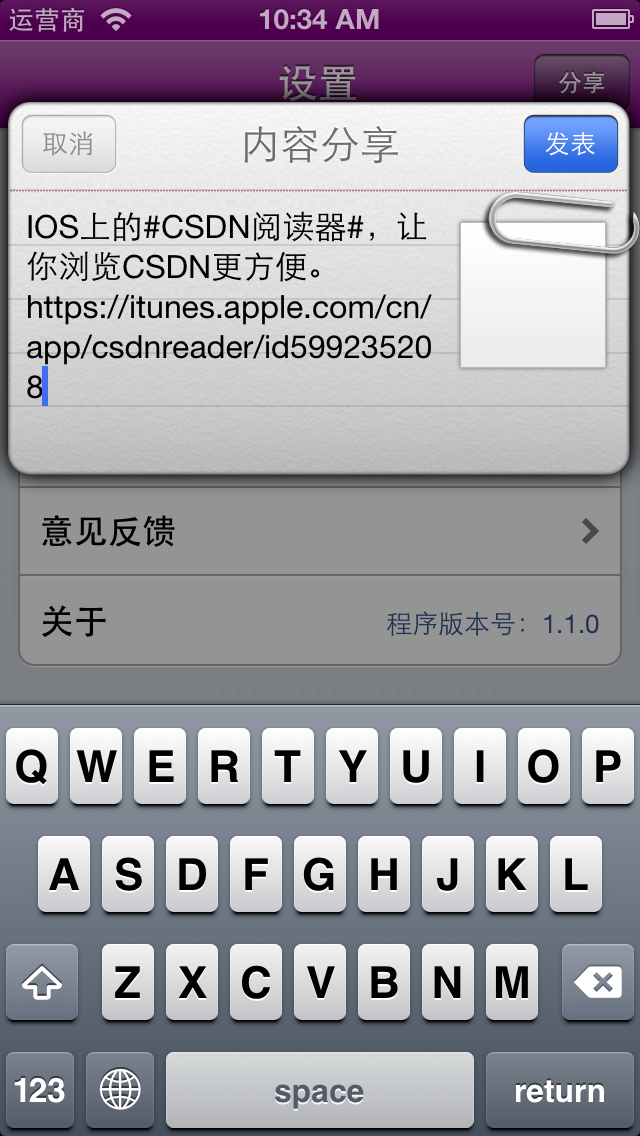 运营商 10:34 AM
设置 分享
取消 内容分享 发表
IOS上的#CSDN阅读器#，让
你浏览CSDN更方便。
https://itunes.apple.com/cn/
app/csdnreader/id59923520
8
意见反馈
关于 程序版本号：1.1.0
Q W E R T Y U I O P
A S D F G H J K L
Z X C V B N M
123 space return